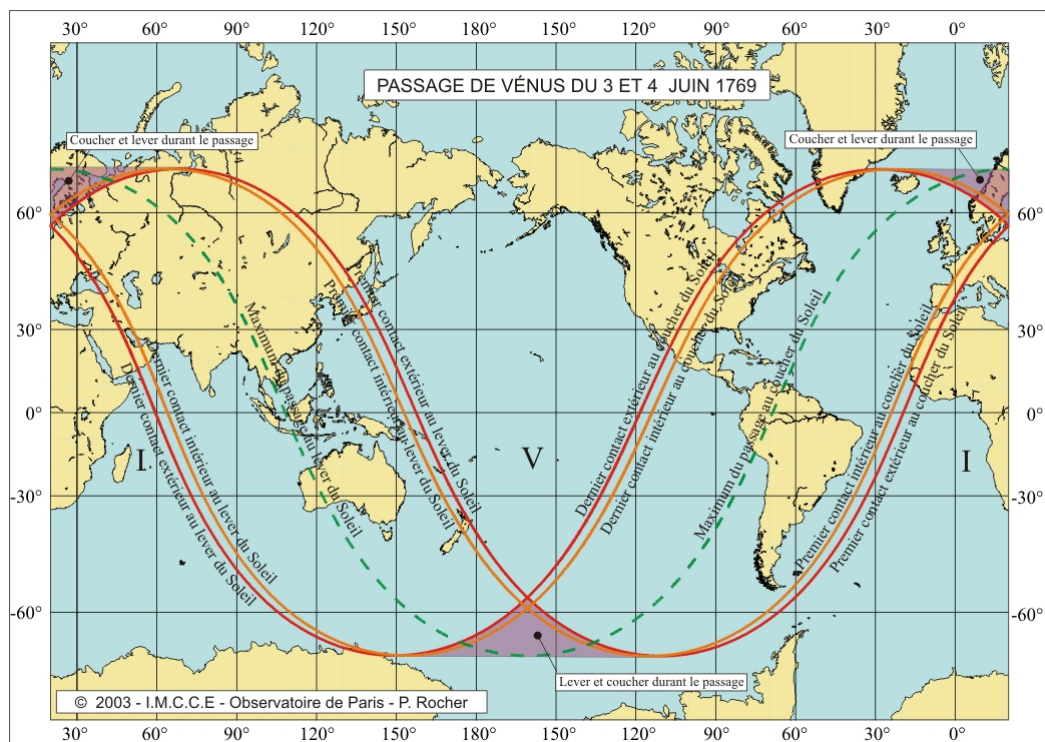 30° 60° 90° 120° 150° 180° 150° 120° 90° 60° 30° 0°
PASSAGE DE VÉNUS DU 3 ET 4 JUIN 1769
Coucher et lever durant le passage
Coucher et lever durant le passage
60° 60°
30° 30°
0° 0°
-30° -30°
-60° -60°
Dernier contact extérieur au lever du Soleil
Dernier contact intérieur au lever du Soleil
Maximum du passage au lever du Soleil
Premier contact intérieur au lever du Soleil
Premier contact extérieur au lever du Soleil
Dernier contact extérieur au coucher du Soleil
Dernier contact intérieur au coucher du Soleil
Maximum du passage au coucher du Soleil
Premier contact intérieur au coucher du Soleil
Premier contact extérieur au coucher du Soleil
I V I
Lever et coucher durant le passage
© 2003 - I.M.C.C.E - Observatoire de Paris - P. Rocher
30° 60° 90° 120° 150° 180° 150° 120° 90° 60° 30° 0°